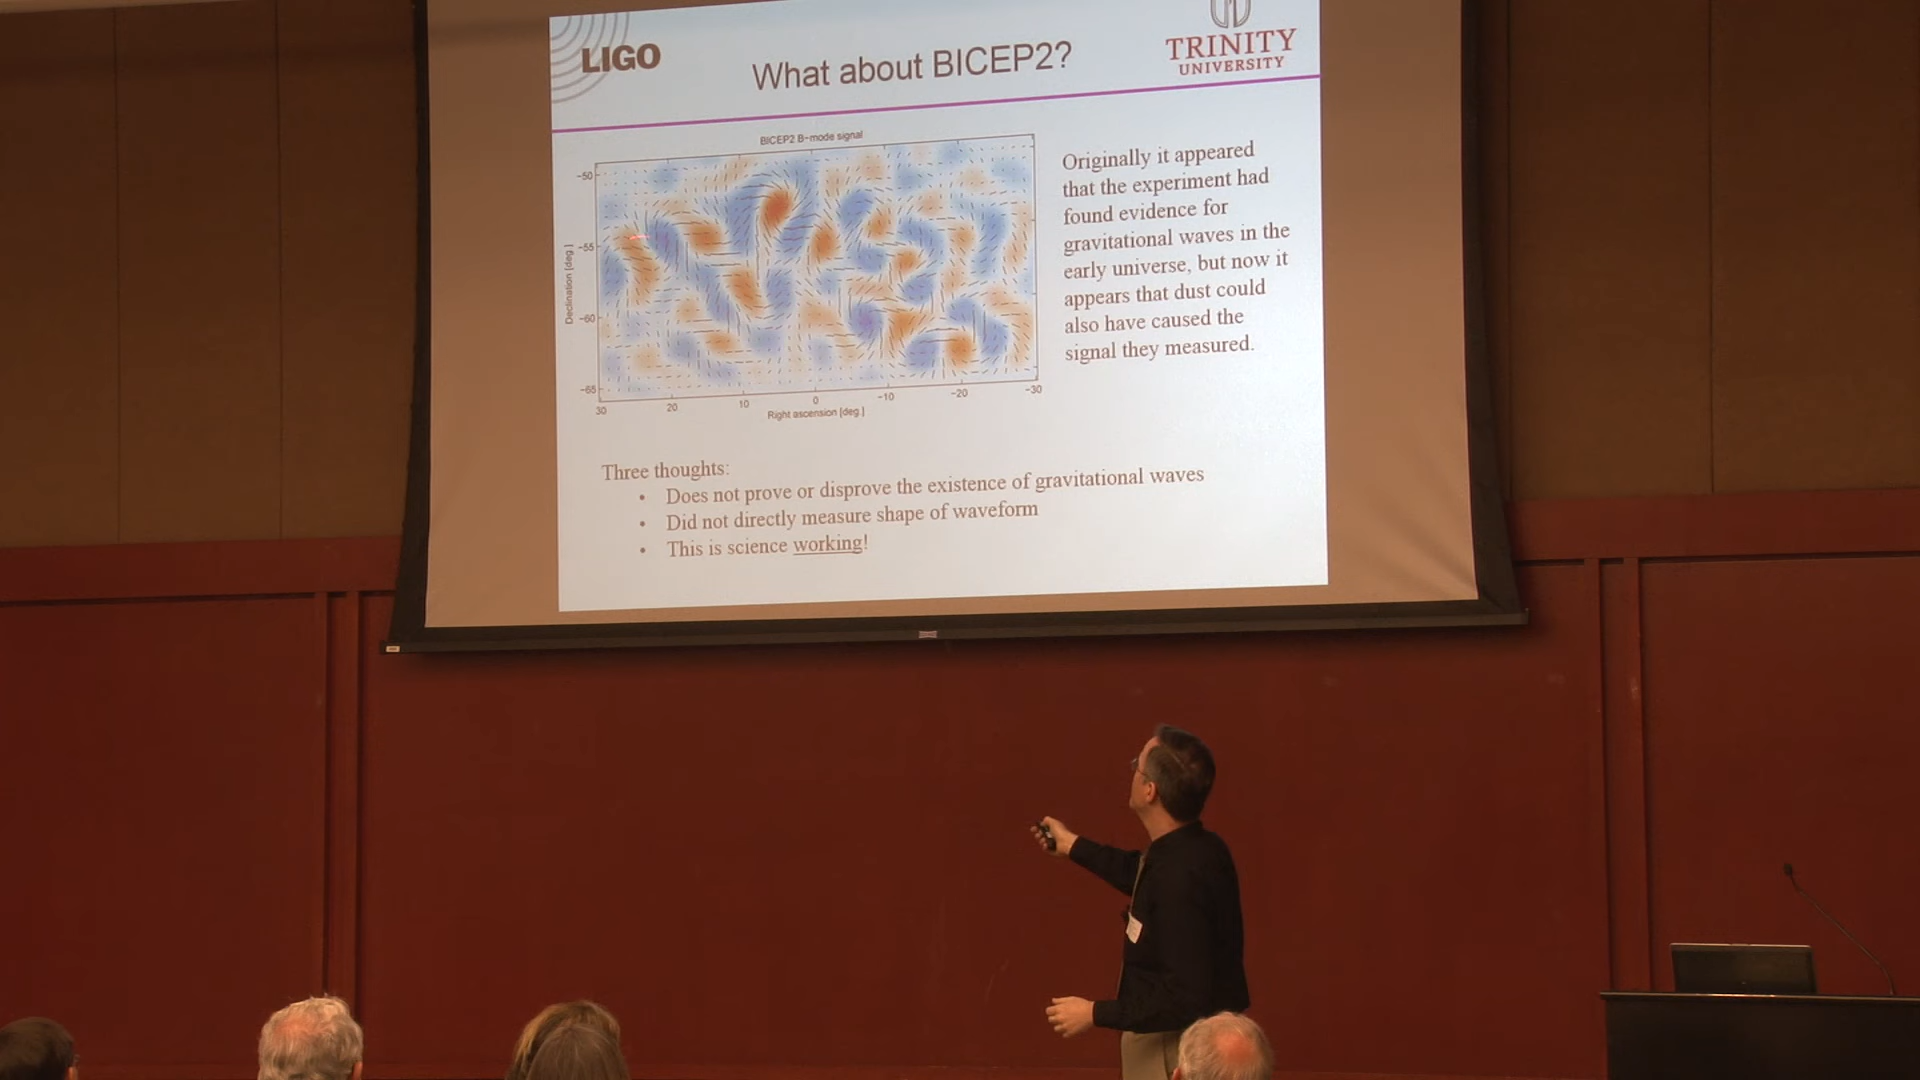 LIGO
What about BICEP2?
TRINITY
UNIVERSITY
BICEP2 B-mode signal
-50
-55
-60
-65
Declination [deg.]
30
20
10
0
-10
-20
-30
Right ascension [deg.]
Originally it appeared
that the experiment had
found evidence for
gravitational waves in the
early universe, but now it
appears that dust could
also have caused the
signal they measured.
Three thoughts:
• Does not prove or disprove the existence of gravitational waves
• Did not directly measure shape of waveform
• This is science working!